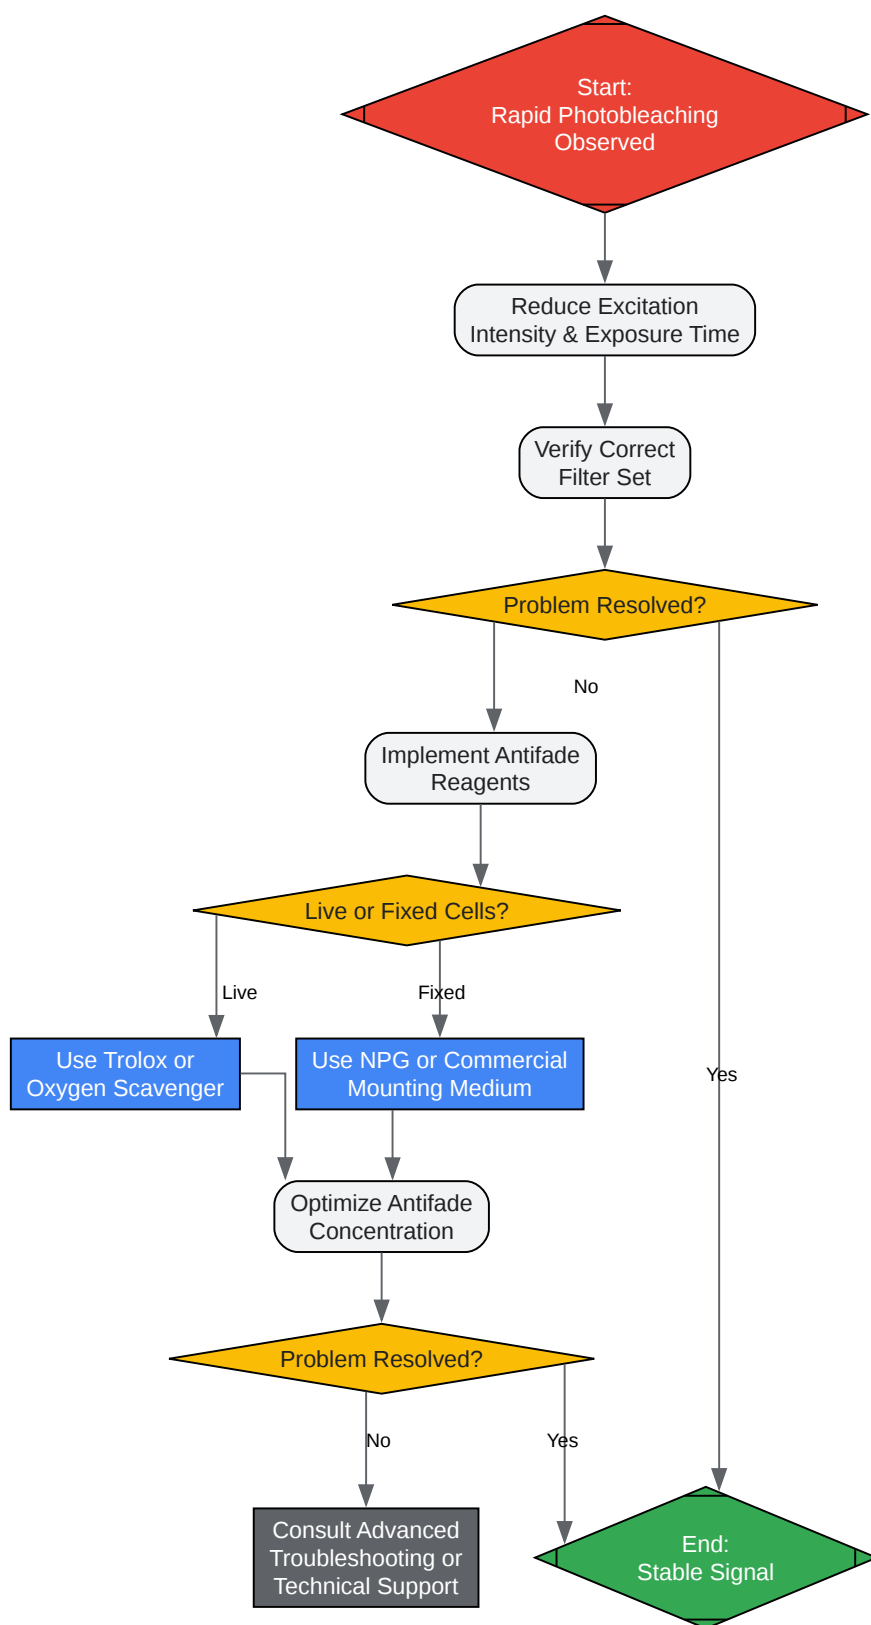 Start:
Rapid Photobleaching
Observed
Reduce Excitation
Intensity & Exposure Time
Verify Correct
Filter Set
Problem Resolved?
No
Implement Antifade
Reagents
Live or Fixed Cells?
Live
Fixed
Use Trolox or
Oxygen Scavenger
Use NPG or Commercial
Mounting Medium
Yes
Optimize Antifade
Concentration
Problem Resolved?
No
Yes
Consult Advanced
Troubleshooting or
Technical Support
End:
Stable Signal